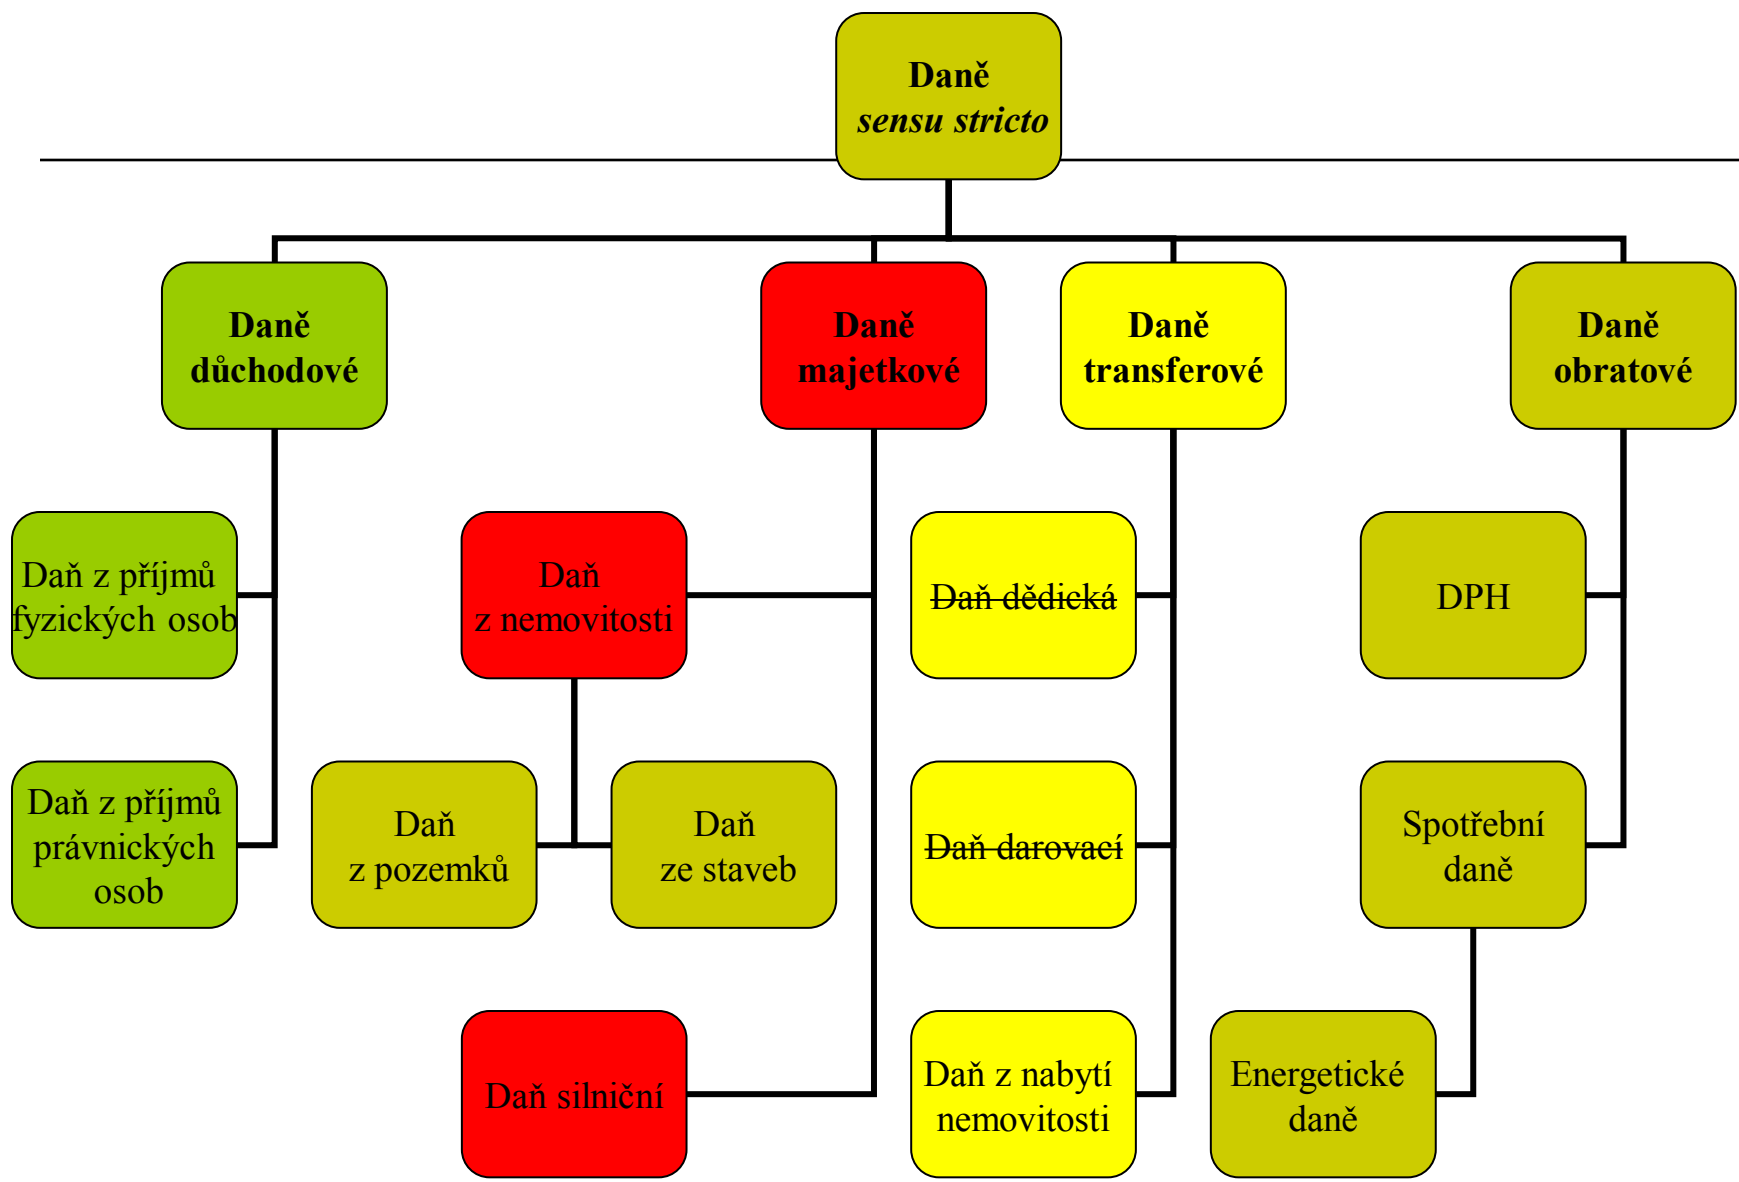 Daně
sensu stricto
Daně
důchodové
Daně
majetkové
Daně
transferové
Daně
obratové
Daň z příjmů
fyzických osob
Daň
z nemovitosti
Daň dědická
DPH
Daň z příjmů
právnických
osob
Daň
z pozemků
Daň
ze staveb
Daň darovací
Spotřební
daně
Daň silniční
Daň z nabytí
nemovitosti
Energetické
daně